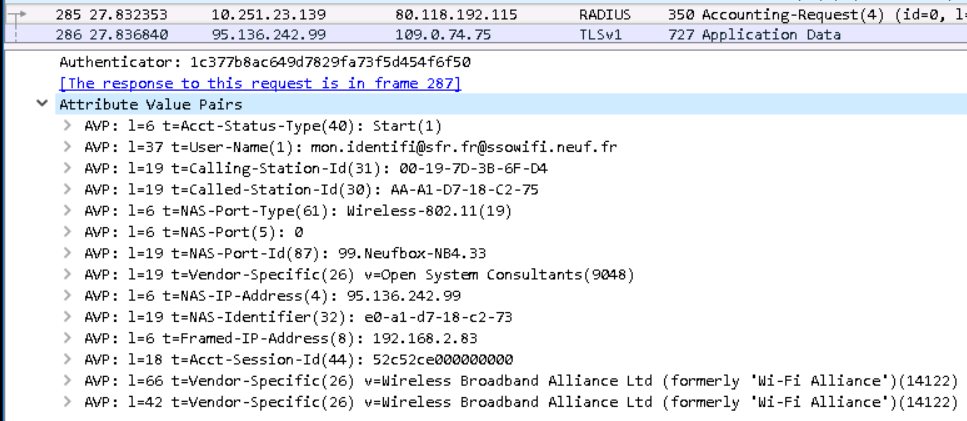 285 27.832353 10.251.23.139 80.118.192.115 RADIUS 350 Accounting-Request(4) (id=0, l=
286 27.836840 95.136.242.99 109.0.74.75 TLSv1 727 Application Data
Authenticator: 1c377b8ac649d7829fa73f5d454f6f50
[The response to this request is in frame 287]
Attribute Value Pairs
AVP: l=6 t=Acct-Status-Type(40): Start(1)
AVP: l=37 t=User-Name(1): mon.identifi@sfr.fr@ssowifi.neuf.fr
AVP: l=19 t=Calling-Station-Id(31): 00-19-7D-3B-6F-D4
AVP: l=19 t=Called-Station-Id(30): AA-A1-D7-18-C2-75
AVP: l=6 t=NAS-Port-Type(61): Wireless-802.11(19)
AVP: l=6 t=NAS-Port(5): 0
AVP: l=19 t=NAS-Port-Id(87): 99.Neufbox-NB4.33
AVP: l=19 t=Vendor-Specific(26) v=Open System Consultants(9048)
AVP: l=6 t=NAS-IP-Address(4): 95.136.242.99
AVP: l=19 t=NAS-Identifier(32): e0-a1-d7-18-c2-73
AVP: l=6 t=Framed-IP-Address(8): 192.168.2.83
AVP: l=18 t=Acct-Session-Id(44): 52c52ce000000000
AVP: l=66 t=Vendor-Specific(26) v=Wireless Broadband Alliance Ltd (formerly 'Wi-Fi Alliance')(14122)
AVP: l=42 t=Vendor-Specific(26) v=Wireless Broadband Alliance Ltd (formerly 'Wi-Fi Alliance')(14122)